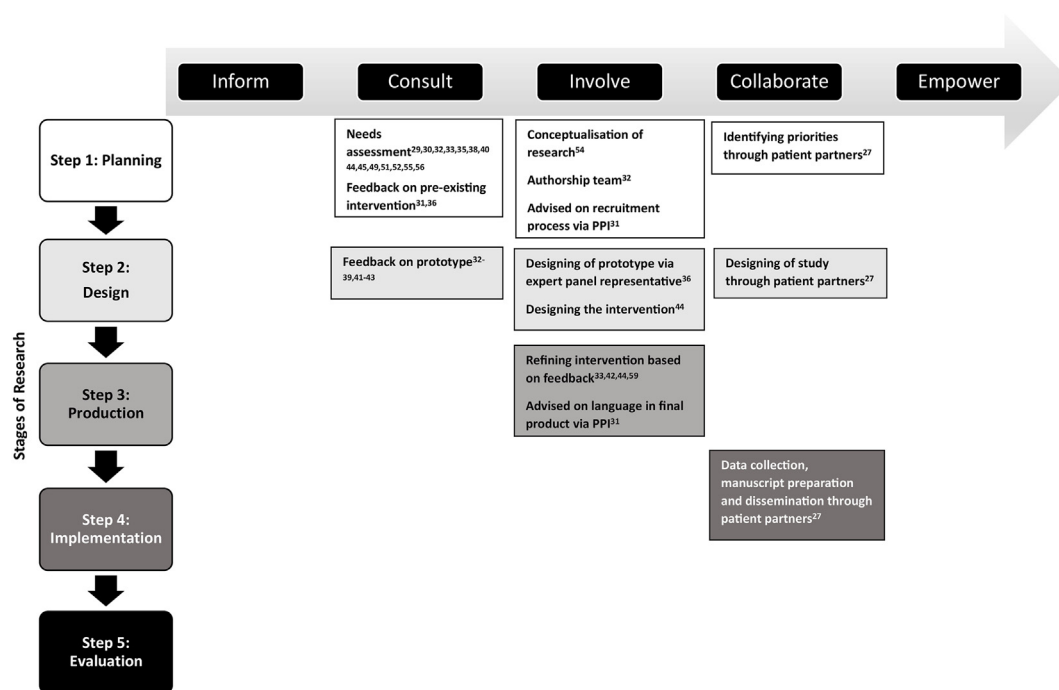 Inform
Consult
Involve
Collaborate
Empower
Stages of Research
Step 1: Planning
Needs
assessment29,30,32,33,35,38,40
44,45,49,51,52,55,56
Feedback on pre-existing
intervention31,36
Conceptualisation of
research54
Authorship team32
Advised on recruitment
process via PPI31
Identifying priorities
through patient partners27
Step 2:
Design
Feedback on prototype32-
39,41-43
Designing of prototype via
expert panel representative36
Designing the intervention44
Designing of study
through patient partners27
Step 3:
Production
Refining intervention based
on feedback33,42,44,59
Advised on language in final
product via PPI31
Step 4:
Implementation
Data collection,
manuscript preparation
and dissemination through
patient partners27
Step 5:
Evaluation